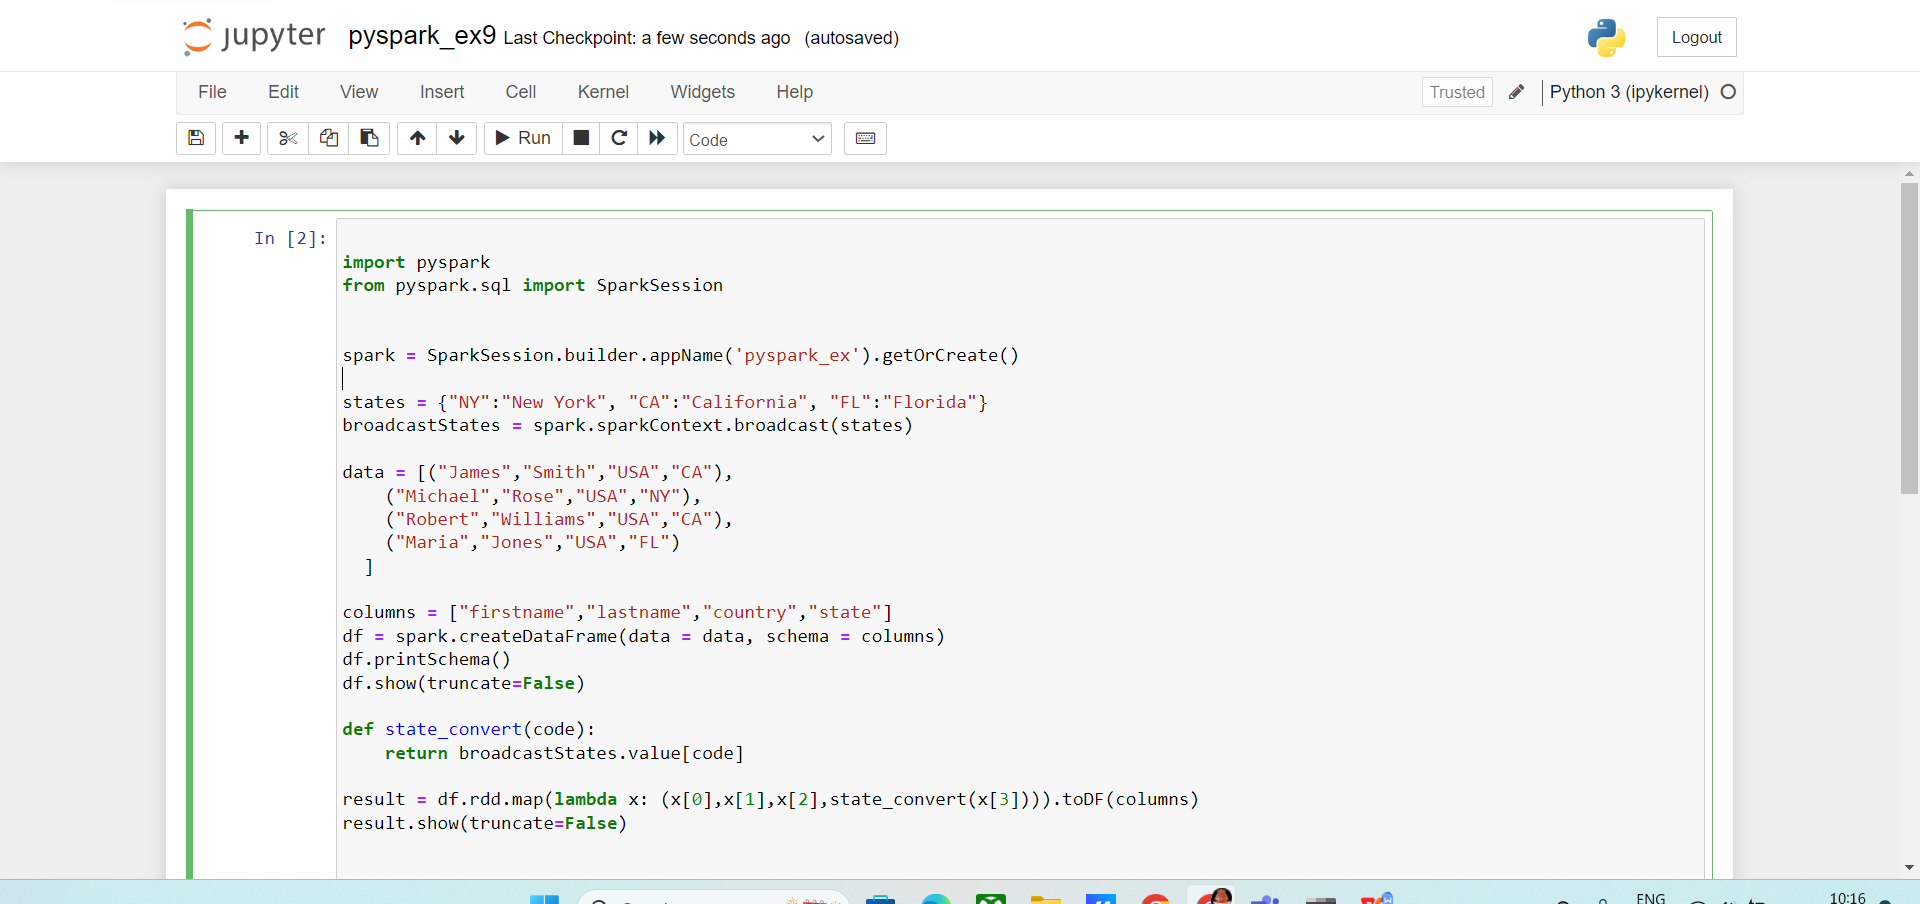 jupyter pyspark_ex9 Last Checkpoint: a few seconds ago (autosaved)
Logout
File Edit View Insert Cell Kernel Widgets Help
Trusted Python 3 (ipykernel)
Run Code
In [2]:
import pyspark
from pyspark.sql import SparkSession
spark = SparkSession.builder.appName('pyspark_ex').getOrCreate()
states = {"NY":"New York", "CA":"California", "FL":"Florida"}
broadcastStates = spark.sparkContext.broadcast(states)
data = [("James","Smith","USA","CA"),
("Michael","Rose","USA","NY"),
("Robert","Williams","USA","CA"),
("Maria","Jones","USA","FL")
]
columns = ["firstname","lastname","country","state"]
df = spark.createDataFrame(data = data, schema = columns)
df.printSchema()
df.show(truncate=False)
def state_convert(code):
return broadcastStates.value[code]
result = df.rdd.map(lambda x: (x[0],x[1],x[2],state_convert(x[3]))).toDF(columns)
result.show(truncate=False)
ENG
10:16